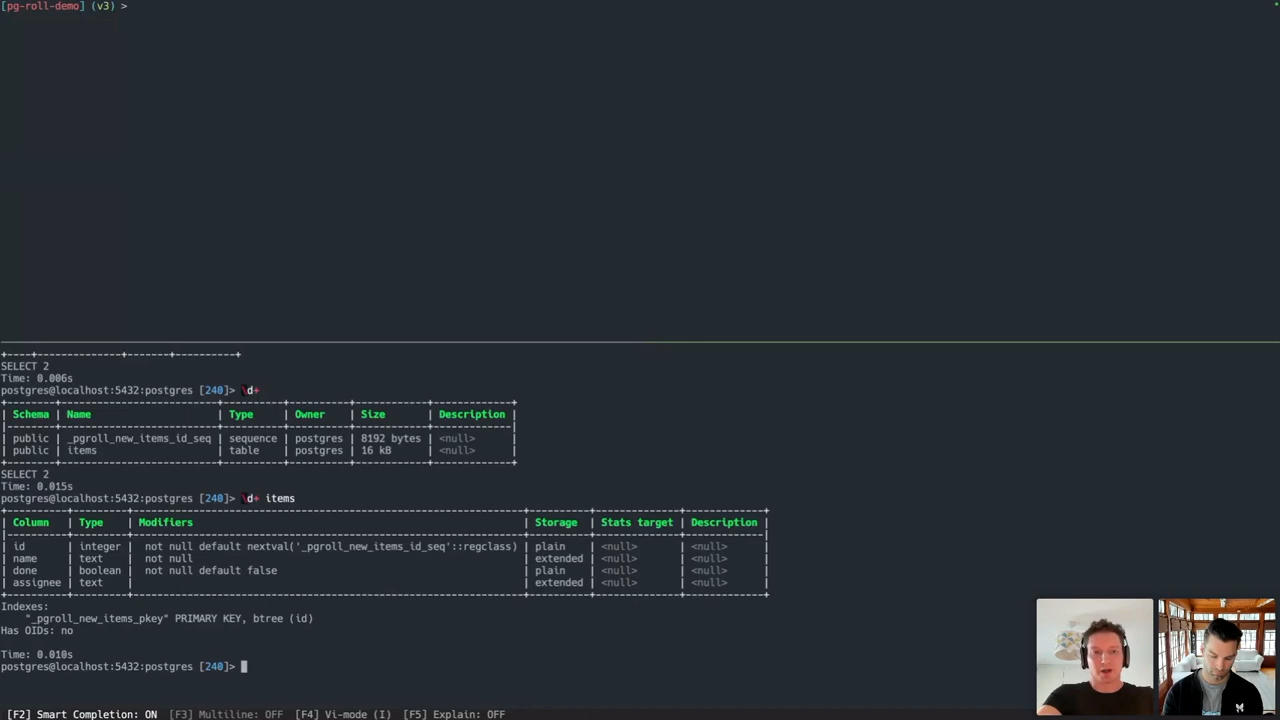 [pg-roll-demo] (v3) >
+----+---------------+-------+----------+
SELECT 2
Time: 0.006s
postgres@localhost:5432:postgres [240]> \d+
+--------+--------------------------+----------+----------+------------+-------------+
| Schema | Name                     | Type     | Owner    | Size       | Description |
|--------+--------------------------+----------+----------+------------+-------------|
| public | _pgroll_new_items_id_seq | sequence | postgres | 8192 bytes | <null>      |
| public | items                    | table    | postgres | 16 kB      | <null>      |
+--------+--------------------------+----------+----------+------------+-------------+
SELECT 2
Time: 0.015s
postgres@localhost:5432:postgres [240]> \d+ items
+----------+---------+----------------------------------------------------------------+----------+--------------+-------------+
| Column   | Type    | Modifiers                                                      | Storage  | Stats target | Description |
|----------+---------+----------------------------------------------------------------+----------+--------------+-------------|
| id       | integer |  not null default nextval('_pgroll_new_items_id_seq'::regclass) | plain    | <null>       | <null>      |
| name     | text    |  not null                                                      | extended | <null>       | <null>      |
| done     | boolean |  not null default false                                        | plain    | <null>       | <null>      |
| assignee | text    |                                                                | extended | <null>       | <null>      |
+----------+---------+----------------------------------------------------------------+----------+--------------+-------------+
Indexes:
    "_pgroll_new_items_pkey" PRIMARY KEY, btree (id)
Has OIDs: no
Time: 0.010s
postgres@localhost:5432:postgres [240]>
[F2] Smart Completion: ON  [F3] Multiline: OFF  [F4] Vi-mode (I)  [F5] Explain: OFF